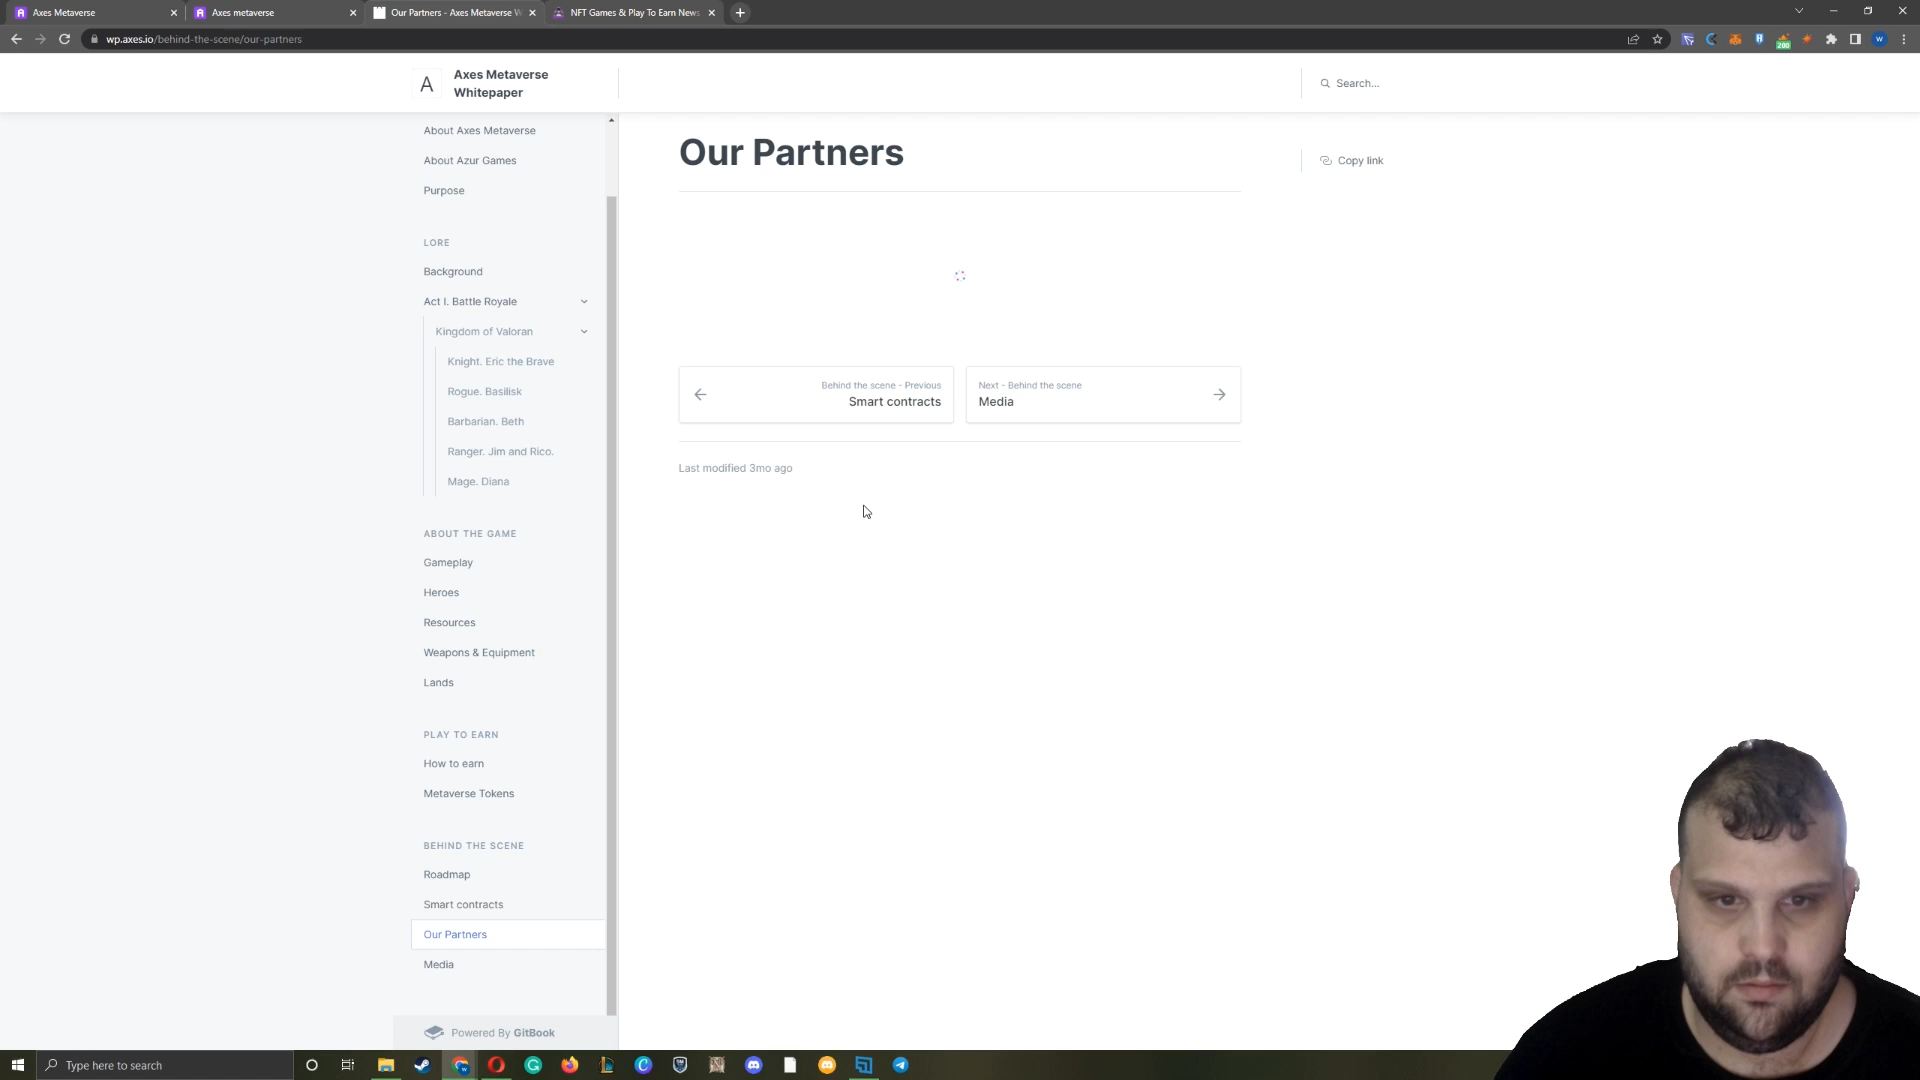 Axes Metaverse
Axes metaverse
Our Partners - Axes Metaverse W
NFT Games & Play To Earn News
wp.axes.io/behind-the-scene/our-partners
200
W
A
Axes Metaverse
Whitepaper
Search...
About Axes Metaverse
About Azur Games
Purpose
LORE
Background
Act I. Battle Royale
Kingdom of Valoran
Knight. Eric the Brave
Rogue. Basilisk
Barbarian. Beth
Ranger. Jim and Rico.
Mage. Diana
ABOUT THE GAME
Gameplay
Heroes
Resources
Weapons & Equipment
Lands
PLAY TO EARN
How to earn
Metaverse Tokens
BEHIND THE SCENE
Roadmap
Smart contracts
Our Partners
Media
Powered By GitBook
Our Partners
Copy link
Behind the scene - Previous
Smart contracts
Next - Behind the scene
Media
Last modified 3mo ago
Type here to search